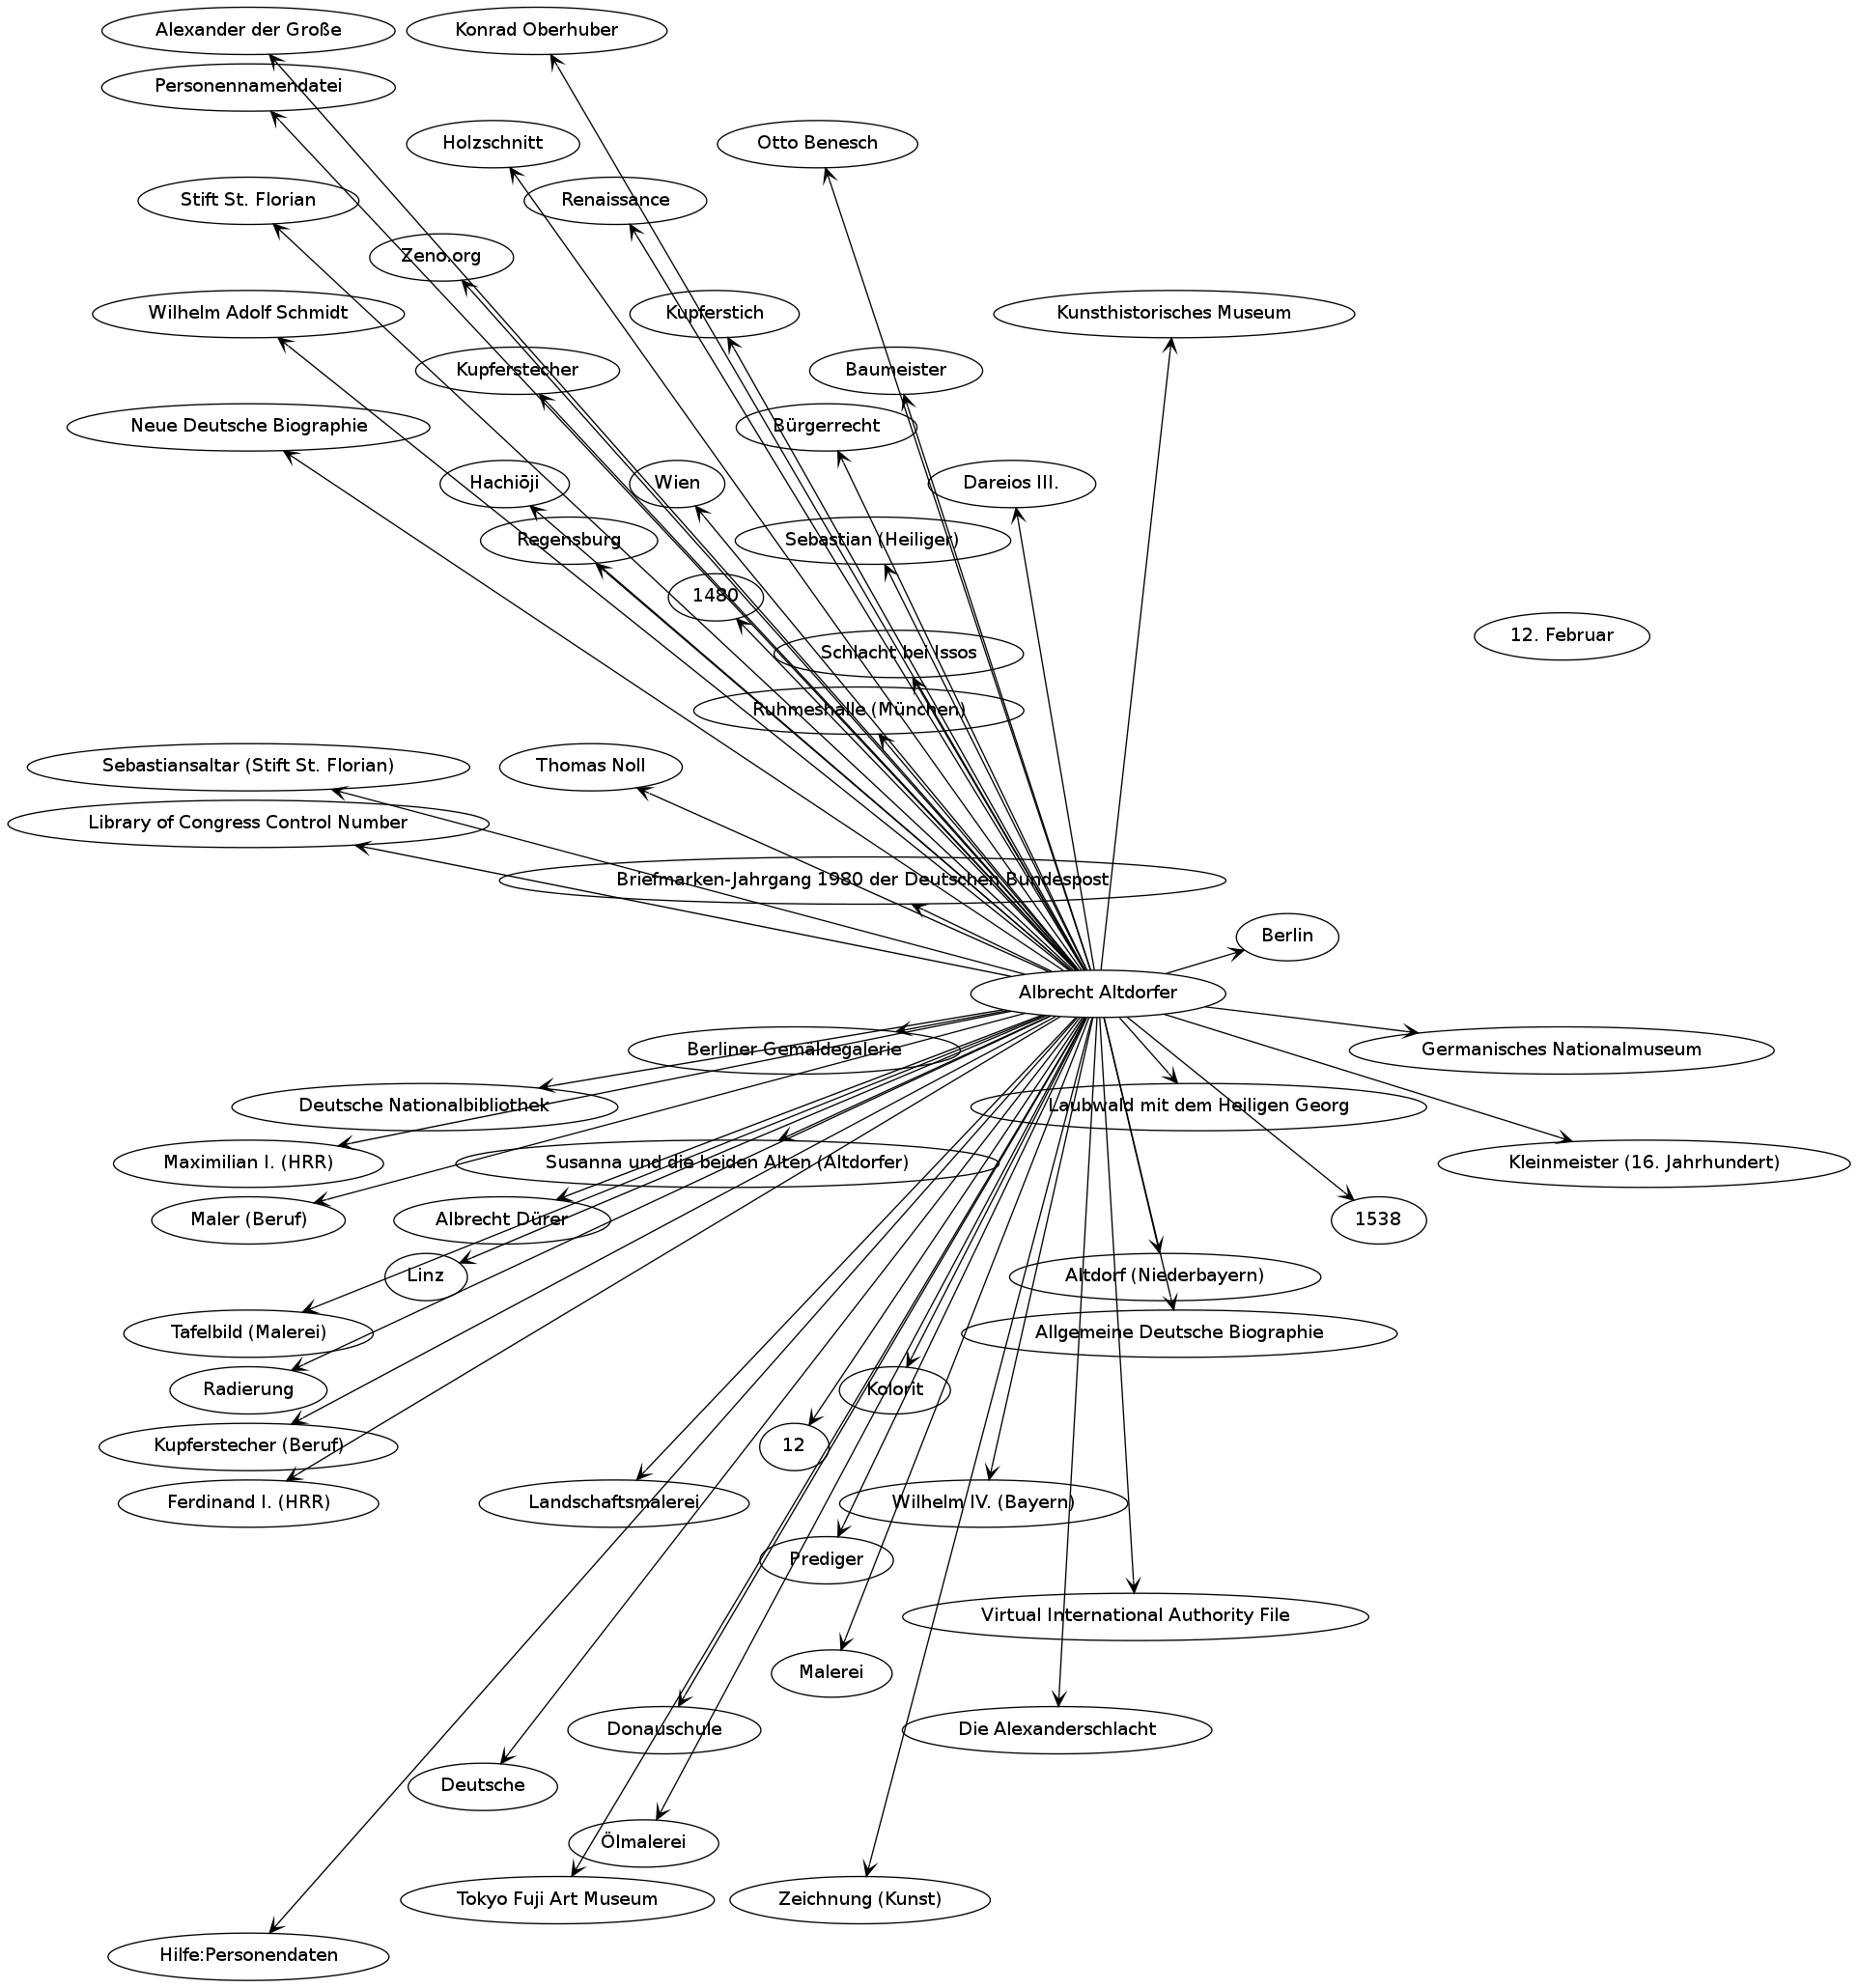 Alexander der Große
Konrad Oberhuber
Personennamendatei
Holzschnitt
Otto Benesch
Stift St. Florian
Renaissance
Zeno.org
Wilhelm Adolf Schmidt
Kupferstich
Kunsthistorisches Museum
Kupferstecher
Baumeister
Neue Deutsche Biographie
Bürgerrecht
Hachiōji
Wien
Dareios III.
Regensburg
Sebastian (Heiliger)
1480
12. Februar
Schlacht bei Issos
Ruhmeshalle (München)
Sebastiansaltar (Stift St. Florian)
Thomas Noll
Library of Congress Control Number
Briefmarken-Jahrgang 1980 der Deutschen Bundespost
Berlin
Albrecht Altdorfer
Berliner Gemäldegalerie
Germanisches Nationalmuseum
Deutsche Nationalbibliothek
Laubwald mit dem Heiligen Georg
Maximilian I. (HRR)
Susanna und die beiden Alten (Altdorfer)
Kleinmeister (16. Jahrhundert)
Maler (Beruf)
Albrecht Dürer
1538
Linz
Altdorf (Niederbayern)
Tafelbild (Malerei)
Allgemeine Deutsche Biographie
Radierung
Kolorit
Kupferstecher (Beruf)
12
Ferdinand I. (HRR)
Landschaftsmalerei
Wilhelm IV. (Bayern)
Prediger
Virtual International Authority File
Malerei
Donauschule
Die Alexanderschlacht
Deutsche
Ölmalerei
Tokyo Fuji Art Museum
Zeichnung (Kunst)
Hilfe:Personendaten